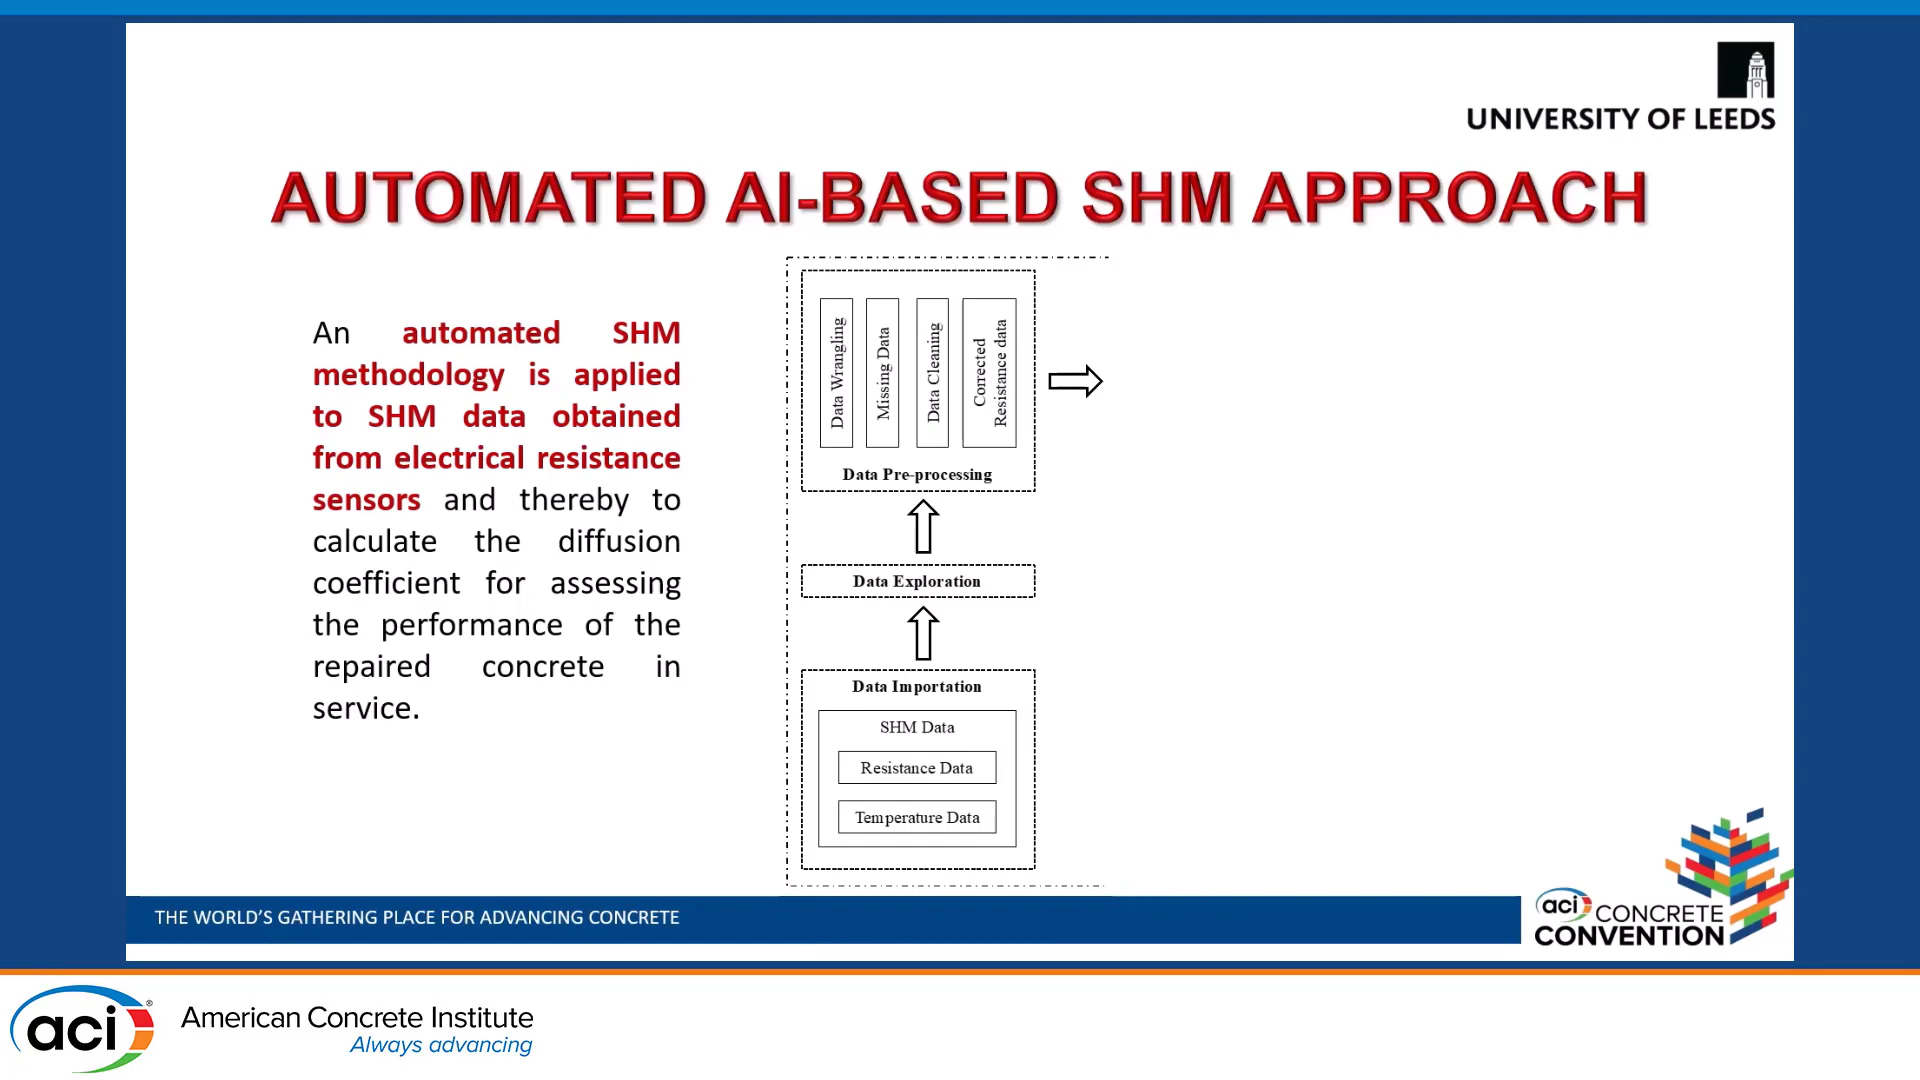 UNIVERSITY OF LEEDS
AUTOMATED AI-BASED SHM APPROACH
An automated SHM
methodology is applied
to SHM data obtained
from electrical resistance
sensors and thereby to
calculate the diffusion
coefficient for assessing
the performance of the
repaired concrete in
service.
Data Wrangling
Missing Data
Data Cleaning
Corrected
Resistance data
Data Pre-processing
Data Exploration
Data Importation
SHM Data
Resistance Data
Temperature Data
THE WORLD'S GATHERING PLACE FOR ADVANCING CONCRETE
aci CONCRETE
CONVENTION
aci®
American Concrete Institute
Always advancing